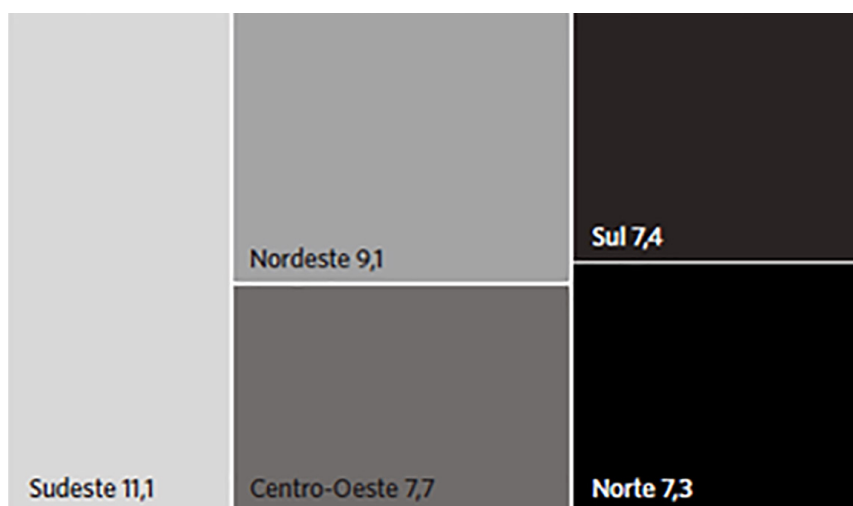 Sudeste 11,1
Nordeste 9,1
Centro-Oeste 7,7
Sul 7,4
Norte 7,3